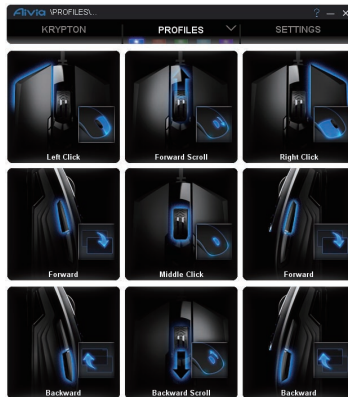 Aivia \PROFILES\...
? – ×
KRYPTON PROFILES SETTINGS
Left Click Forward Scroll Right Click
Forward Middle Click Forward
Backward Backward Scroll Backward